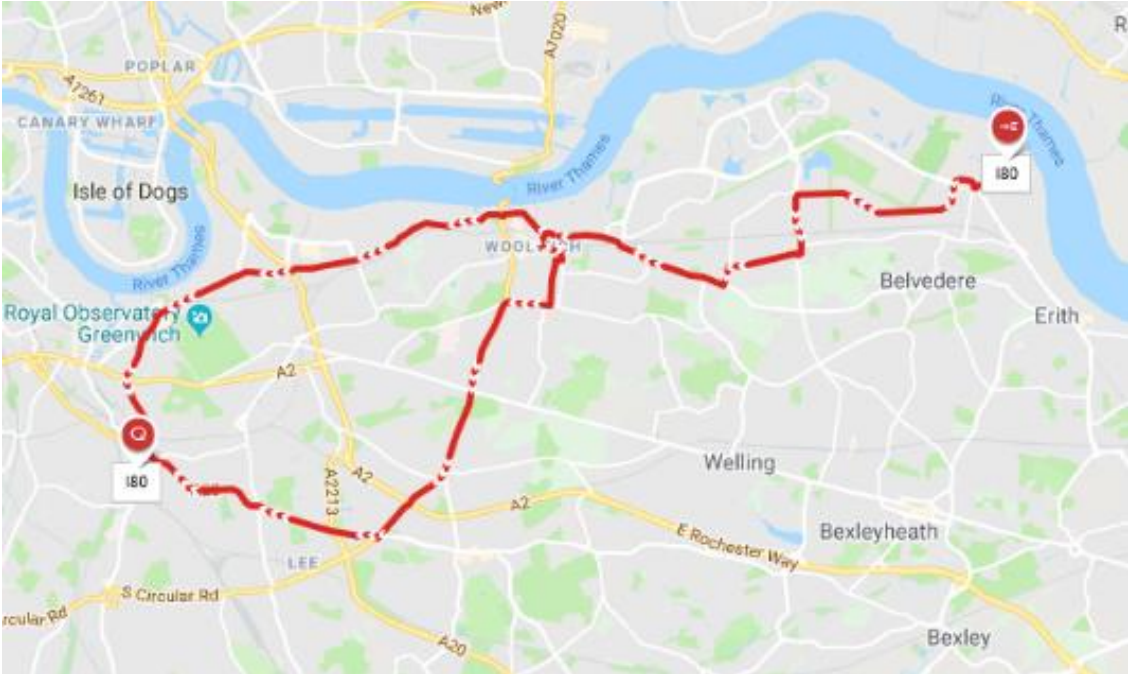 New
A1020
R
POPLAR
A1261
CANARY WHARF
River Thames
180
River Thames
Isle of Dogs
WOOLWICH
River Thames
Belvedere
Royal Observatory
Greenwich
Erith
A2
Welling
180
A2213
A2
A2
Bexleyheath
E Rochester Way
LEE
S Circular Rd
rcular Rd
Bexley
A20